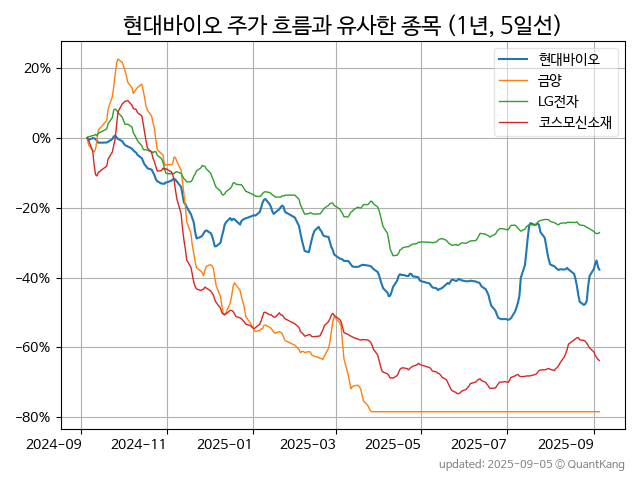 현대바이오 주가 흐름과 유사한 종목 (1년, 5일선)
현대바이오
금양
LG전자
코스모신소재
20%
0%
−20%
−40%
−60%
−80%
2024-09
2024-11
2025-01
2025-03
2025-05
2025-07
2025-09
updated: 2025-09-05 © QuantKang